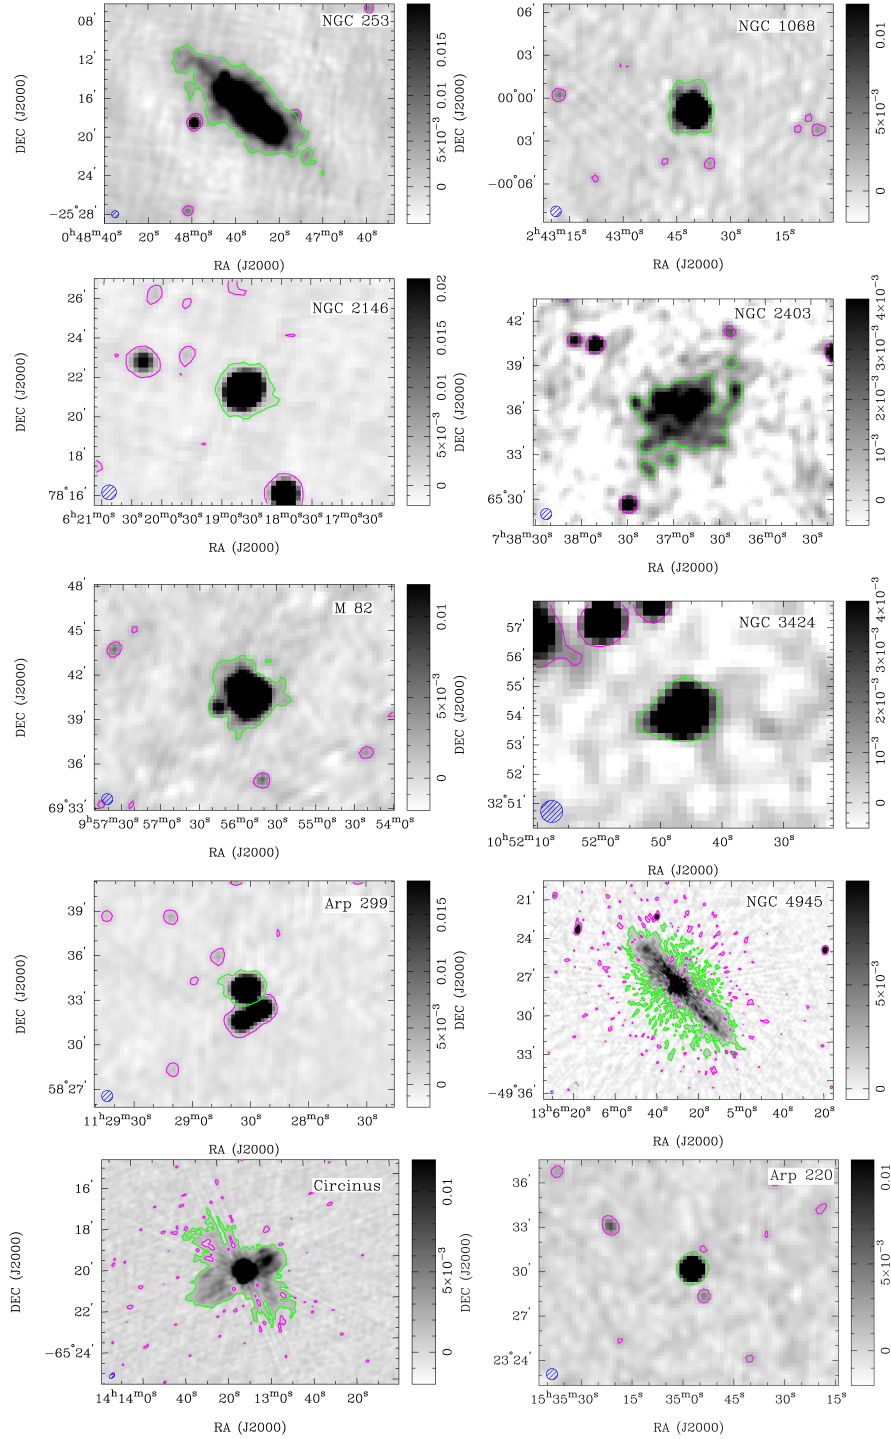 NGC 253
08′
12′
16′
20′
24′
−25°28′
0ʰ48ᵐ40ˢ 20ˢ 48ᵐ0ˢ 40ˢ 20ˢ 47ᵐ0ˢ 40ˢ
RA (J2000)
DEC (J2000)
0 5×10⁻³ 0.01 0.015
NGC 1068
06′
03′
00°00′
03′
−00°06′
2ʰ43ᵐ15ˢ 43ᵐ0ˢ 45ˢ 30ˢ 15ˢ
RA (J2000)
DEC (J2000)
0 5×10⁻³ 0.01
NGC 2146
26′
24′
22′
20′
18′
78°16′
6ʰ21ᵐ0ˢ 30ˢ 20ᵐ0ˢ 30ˢ 19ᵐ0ˢ 30ˢ 18ᵐ0ˢ 30ˢ 17ᵐ0ˢ 30ˢ
RA (J2000)
DEC (J2000)
0 5×10⁻³ 0.01 0.015 0.02
NGC 2403
42′
39′
36′
33′
65°30′
7ʰ38ᵐ30ˢ 38ᵐ0ˢ 30ˢ 37ᵐ0ˢ 30ˢ 36ᵐ0ˢ 30ˢ
RA (J2000)
DEC (J2000)
0 10⁻³ 2×10⁻³ 3×10⁻³ 4×10⁻³
M 82
48′
45′
42′
39′
36′
69°33′
9ʰ57ᵐ30ˢ 57ᵐ0ˢ 30ˢ 56ᵐ0ˢ 30ˢ 55ᵐ0ˢ 30ˢ 54ᵐ0ˢ
RA (J2000)
DEC (J2000)
0 5×10⁻³ 0.01
NGC 3424
57′
56′
55′
54′
53′
52′
32°51′
10ʰ52ᵐ10ˢ 52ᵐ0ˢ 50ˢ 40ˢ 30ˢ
RA (J2000)
DEC (J2000)
0 10⁻³ 2×10⁻³ 3×10⁻³ 4×10⁻³
Arp 299
39′
36′
33′
30′
58°27′
11ʰ29ᵐ30ˢ 29ᵐ0ˢ 30ˢ 28ᵐ0ˢ 30ˢ
RA (J2000)
DEC (J2000)
0 5×10⁻³ 0.01 0.015
NGC 4945
21′
24′
27′
30′
33′
−49°36′
13ʰ6ᵐ20ˢ 6ᵐ0ˢ 40ˢ 20ˢ 5ᵐ0ˢ 40ˢ 20ˢ
RA (J2000)
DEC (J2000)
0 5×10⁻³
Circinus
16′
18′
20′
22′
−65°24′
14ʰ14ᵐ0ˢ 40ˢ 20ˢ 13ᵐ0ˢ 40ˢ 20ˢ
RA (J2000)
DEC (J2000)
0 5×10⁻³ 0.01
Arp 220
36′
33′
30′
27′
23°24′
15ʰ35ᵐ30ˢ 15ˢ 35ᵐ0ˢ 45ˢ 30ˢ 15ˢ
RA (J2000)
DEC (J2000)
0 5×10⁻³ 0.01